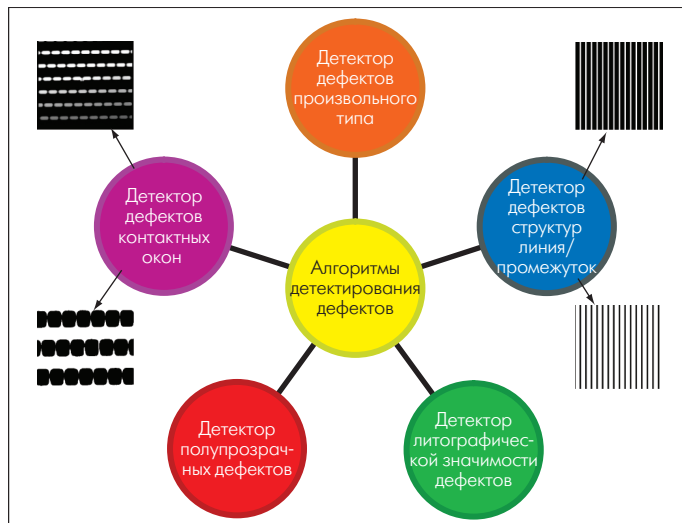 Детектор
дефектов
произвольного
типа
Детектор
дефектов
контактных
окон
Детектор
дефектов
структур
линия/
промежуток
Алгоритмы
детектирования
дефектов
Детектор
полупрозрач-
ных дефектов
Детектор
литографичес-
кой значимости
дефектов